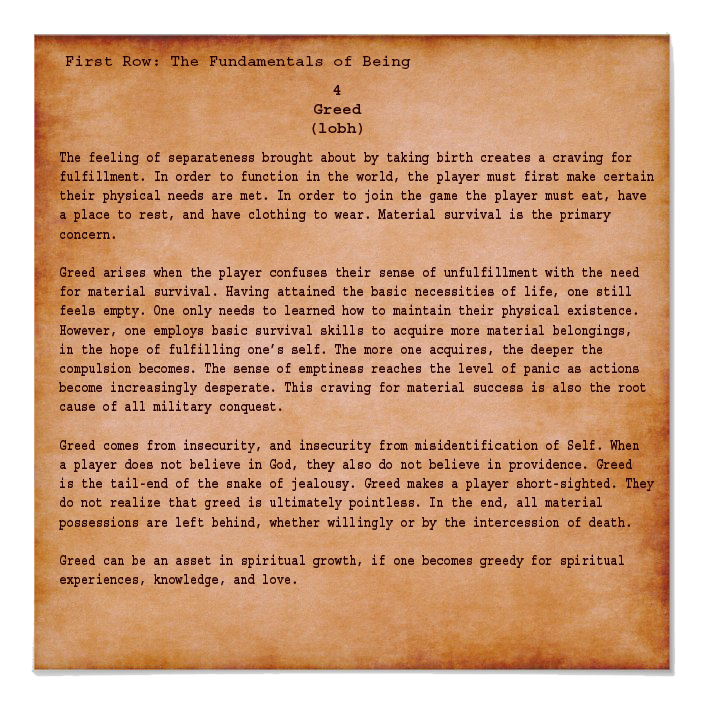 First Row: The Fundamentals of Being
4
Greed
(lobh)
The feeling of separateness brought about by taking birth creates a craving for
fulfillment. In order to function in the world, the player must first make certain
their physical needs are met. In order to join the game the player must eat, have
a place to rest, and have clothing to wear. Material survival is the primary
concern.
Greed arises when the player confuses their sense of unfulfillment with the need
for material survival. Having attained the basic necessities of life, one still
feels empty. One only needs to learned how to maintain their physical existence.
However, one employs basic survival skills to acquire more material belongings,
in the hope of fulfilling one’s self. The more one acquires, the deeper the
compulsion becomes. The sense of emptiness reaches the level of panic as actions
become increasingly desperate. This craving for material success is also the root
cause of all military conquest.
Greed comes from insecurity, and insecurity from misidentification of Self. When
a player does not believe in God, they also do not believe in providence. Greed
is the tail-end of the snake of jealousy. Greed makes a player short-sighted. They
do not realize that greed is ultimately pointless. In the end, all material
possessions are left behind, whether willingly or by the intercession of death.
Greed can be an asset in spiritual growth, if one becomes greedy for spiritual
experiences, knowledge, and love.